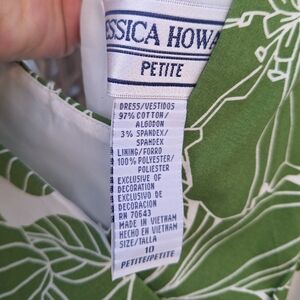 ESSICA HOWA
PETITE
DRESS/VESTIDOS
97% COTTON/
ALGODON
3% SPANDEX/
SPANDEX
LINING/FORRO
100% POLYESTER/
POLIESTER
EXCLUSIVE OF
DECORATION
EXCLUSIVO DE
DECORACION
RN 70643
MADE IN VIETNAM
HECHO EN VIETNAM
SIZE/TALLA
10
PETITE/PETITE